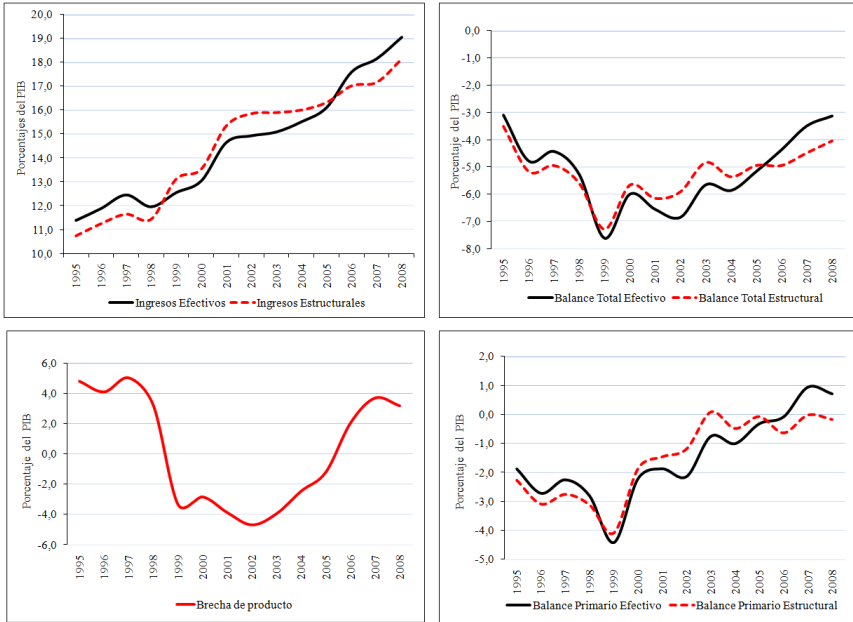 Porcentajes del PIB
20,0
19,0
18,0
17,0
16,0
15,0
14,0
13,0
12,0
11,0
10,0
1995 1996 1997 1998 1999 2000 2001 2002 2003 2004 2005 2006 2007 2008
Ingresos Efectivos Ingresos Estructurales
Porcentaje del PIB
0,0
-1,0
-2,0
-3,0
-4,0
-5,0
-6,0
-7,0
-8,0
1995 1996 1997 1998 1999 2000 2001 2002 2003 2004 2005 2006 2007 2008
Balance Total Efectivo Balance Total Estructural
Porcentaje del PIB
6,0
4,0
2,0
0,0
-2,0
-4,0
-6,0
1995 1996 1997 1998 1999 2000 2001 2002 2003 2004 2005 2006 2007 2008
Brecha de producto
Porcentaje del PIB
2,0
1,0
0,0
-1,0
-2,0
-3,0
-4,0
-5,0
1995 1996 1997 1998 1999 2000 2001 2002 2003 2004 2005 2006 2007 2008
Balance Primario Efectivo Balance Primario Estructural